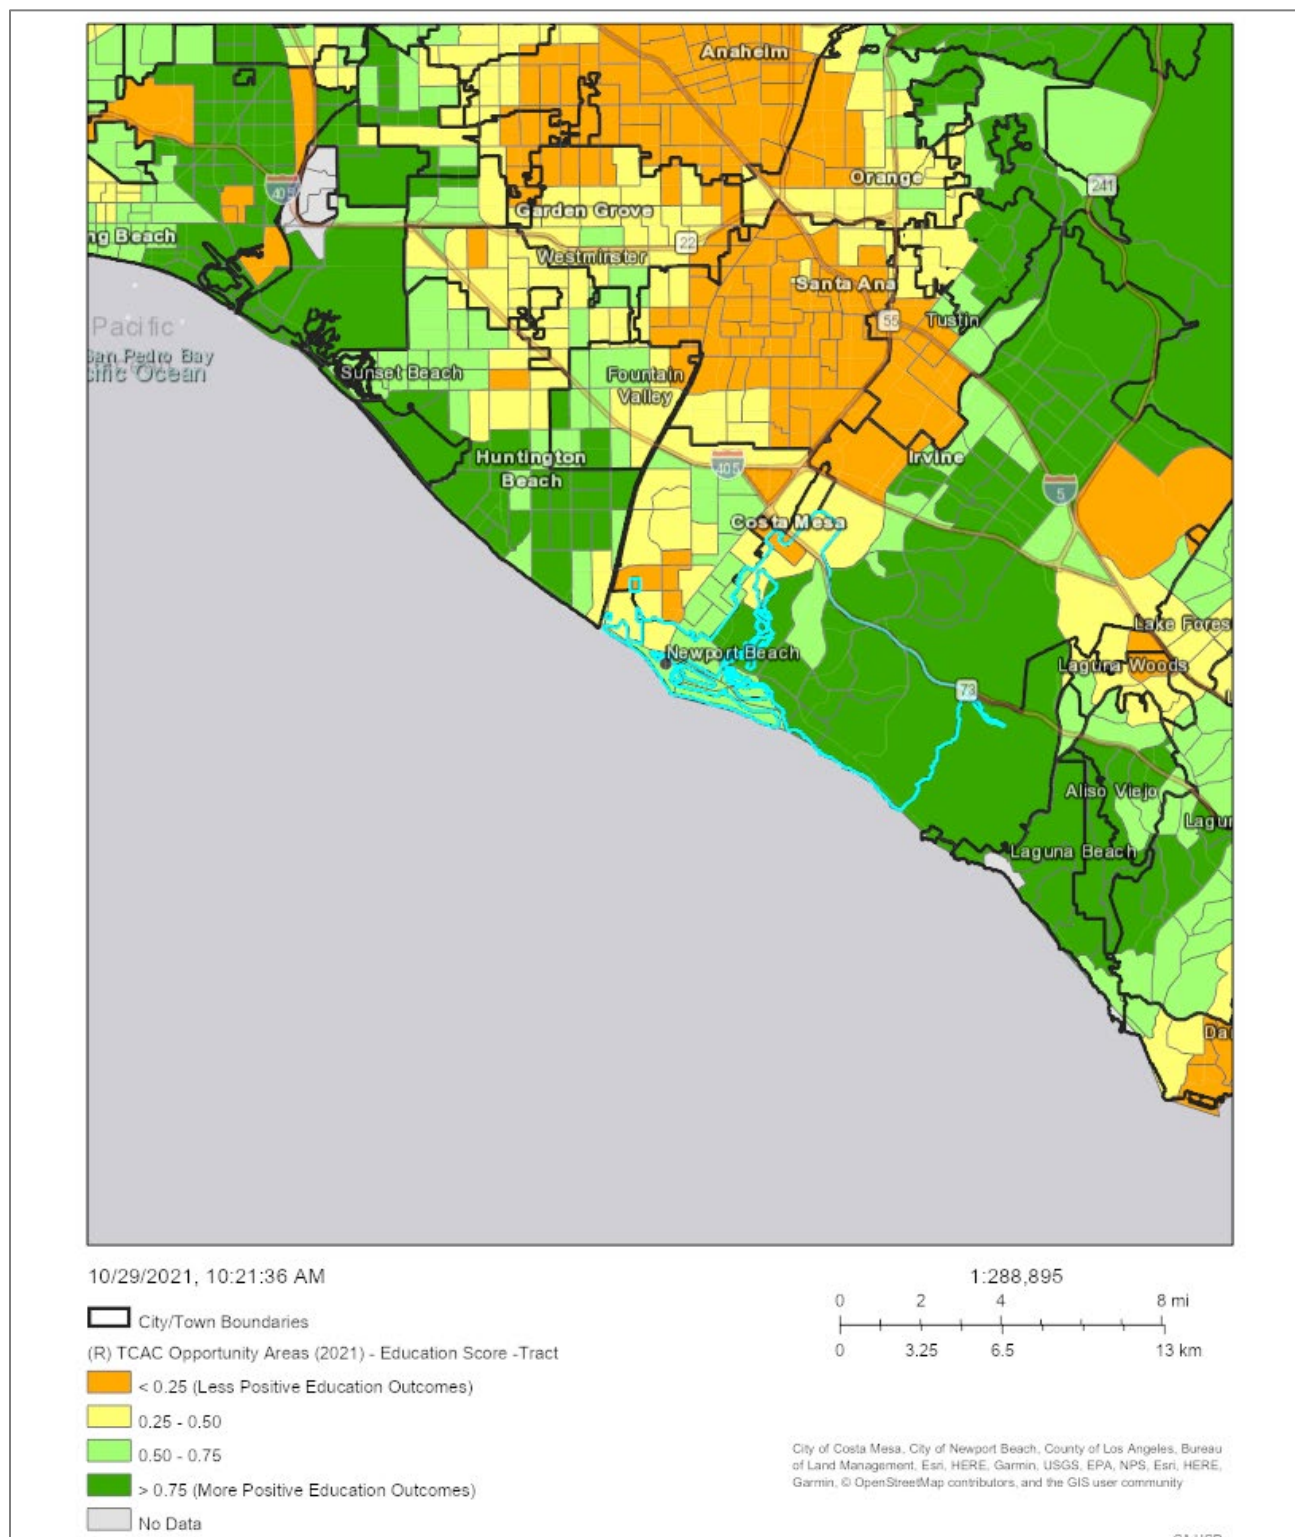 Anaheim
Orange
241
405
Garden Grove
ng Beach
22
Westminster
Santa Ana
55
Tustin
Pacific
San Pedro Bay
cific Ocean
Sunset Beach
Fountain
Valley
Huntington
Beach
Irvine
405
5
Costa Mesa
Lake Fores
Newport Beach
Laguna Woods
L
73
Aliso Viejo
Lagun
Laguna Beach
Da
10/29/2021, 10:21:36 AM
1:288,895
0 2 4 8 mi
0 3.25 6.5 13 km
City/Town Boundaries
(R) TCAC Opportunity Areas (2021) - Education Score -Tract
< 0.25 (Less Positive Education Outcomes)
0.25 - 0.50
0.50 - 0.75
> 0.75 (More Positive Education Outcomes)
No Data
City of Costa Mesa, City of Newport Beach, County of Los Angeles, Bureau
of Land Management, Esri, HERE, Garmin, USGS, EPA, NPS, Esri, HERE,
Garmin, © OpenStreetMap contributors, and the GIS user community